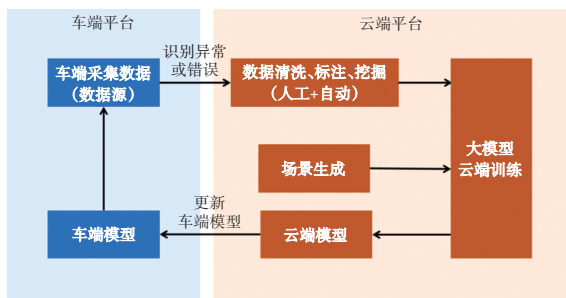 车端平台
云端平台
车端采集数据
（数据源）
识别异常
或错误
数据清洗、标注、挖掘
（人工+自动）
大模型
云端训练
场景生成
更新
车端模型
车端模型
云端模型